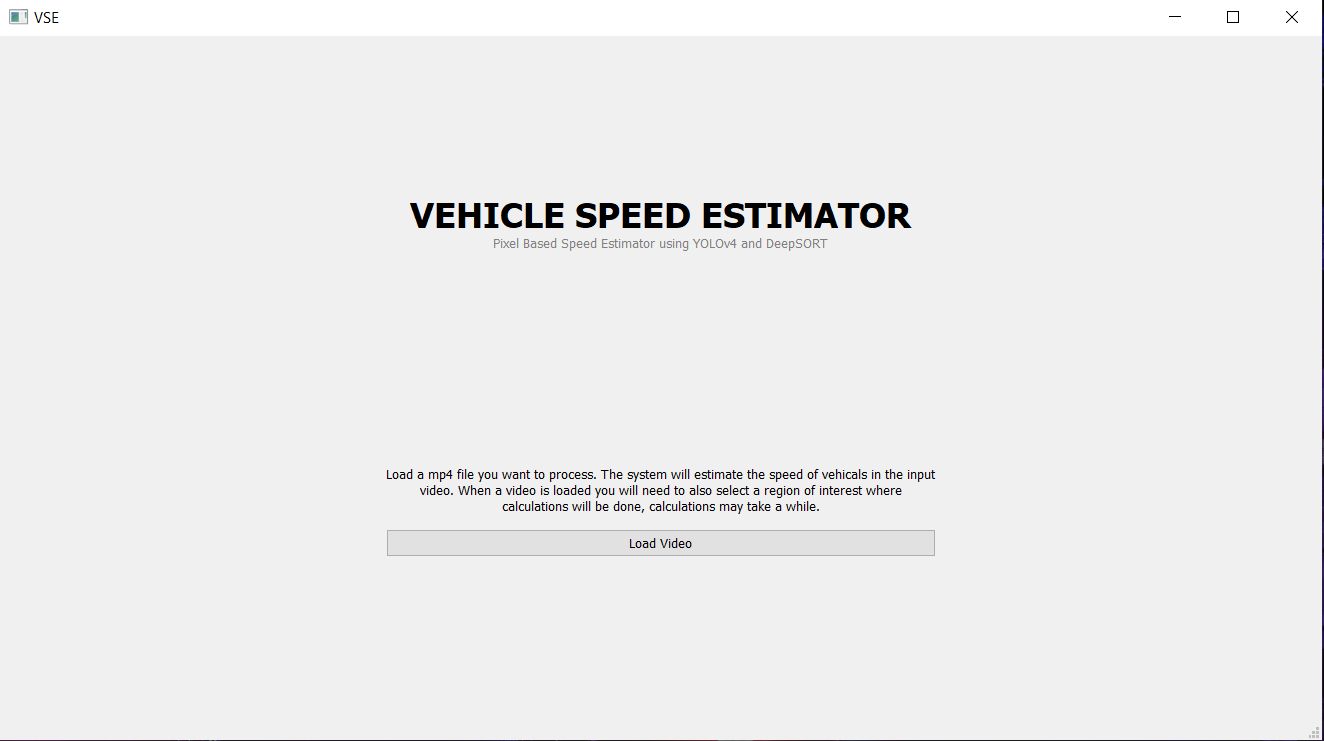 VSE
VEHICLE SPEED ESTIMATOR
Pixel Based Speed Estimator using YOLOv4 and DeepSORT
Load a mp4 file you want to process. The system will estimate the speed of vehicals in the input
video. When a video is loaded you will need to also select a region of interest where
calculations will be done, calculations may take a while.
Load Video